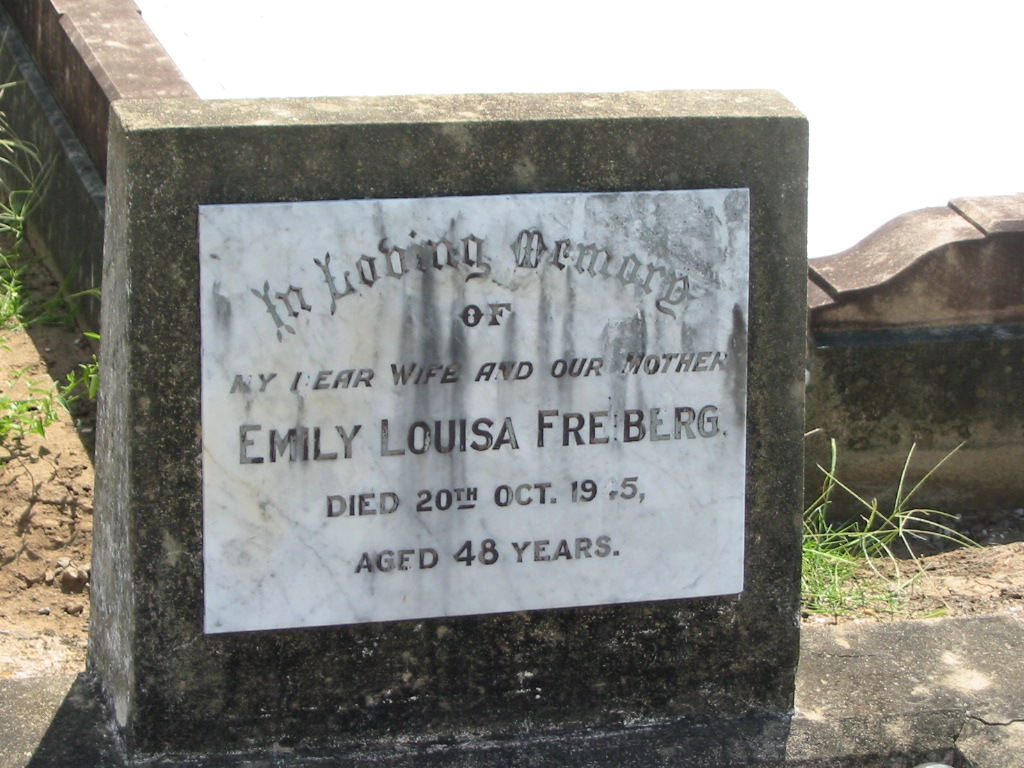 In Loving Memory
OF
MY DEAR WIFE AND OUR MOTHER
EMILY LOUISA FREIBERG.
DIED 20TH OCT.
AGED 48 YEARS.